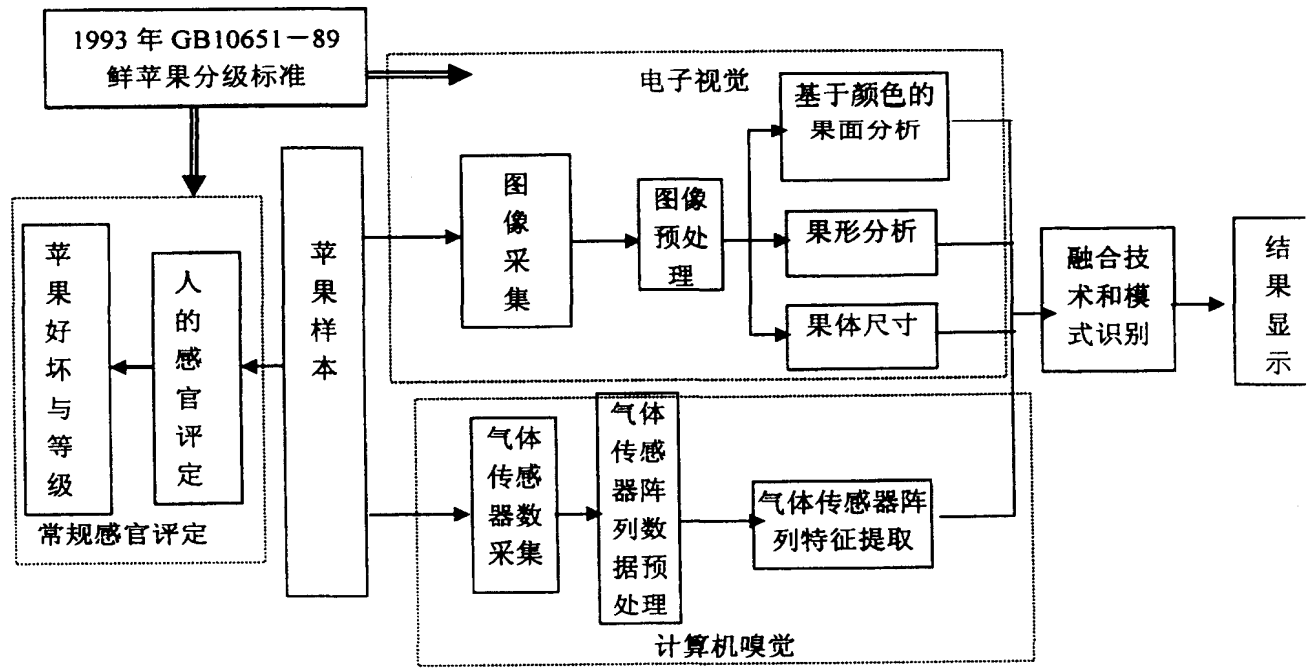 1993 年 GB10651－89
鲜苹果分级标准
电子视觉
基于颜色的
果面分析
图
像
采
集
图像
预处
理
果形分析
果体尺寸
融合技
术和模
式识别
结
果
显
示
苹
果
样
本
人
的
感
官
评
定
苹
果
好
坏
与
等
级
常规感官评定
气体
传感
器数
采集
气体
传感
器阵
列数
据预
处理
气体传感器阵
列特征提取
计算机嗅觉